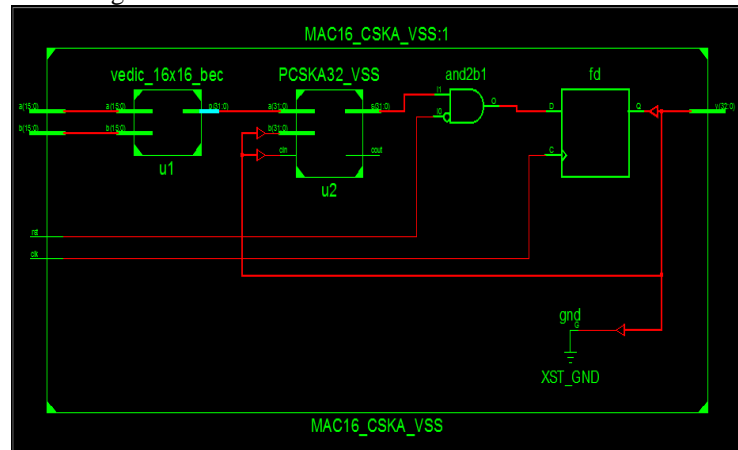 MAC16_CSKA_VSS:1
vedic_16x16_bec PCSKA32_VSS and2b1 fd
a(15:0) a(15:0) p(31:0) a(31:0) s(31:0) I1 O D Q y(32:0)
b(15:0) b(15:0) b(31:0) I0
cin cout C
u1 u2
rst
clk
gnd
G
XST_GND
MAC16_CSKA_VSS